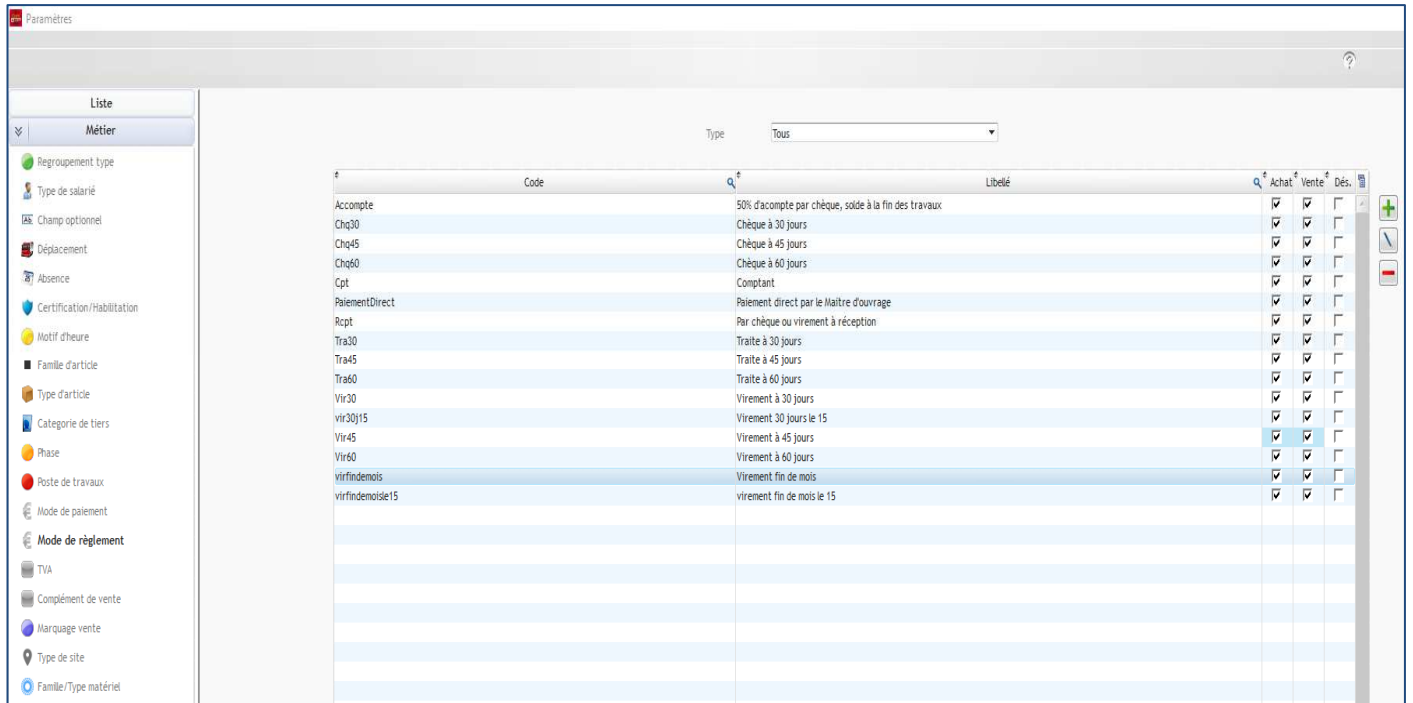 Paramètres
Liste
Métier
Regroupement type
Type de salarié
Champ optionnel
Déplacement
Absence
Certification/Habilitation
Motif d'heure
Famille d'article
Type d'article
Categorie de tiers
Phase
Poste de travaux
Mode de paiement
Mode de règlement
TVA
Complément de vente
Marquage vente
Type de site
Famille/Type matériel
Type Tous
Code Libellé Achat Vente Dés.
Accompte 50% d'acompte par chèque, solde à la fin des travaux
Chq30 Chèque à 30 jours
Chq45 Chèque à 45 jours
Chq60 Chèque à 60 jours
Cpt Comptant
PaiementDirect Paiement direct par le Maitre d'ouvrage
Rcpt Par chèque ou virement à réception
Tra30 Traite à 30 jours
Tra45 Traite à 45 jours
Tra60 Traite à 60 jours
Vir30 Virement à 30 jours
vir30j15 Virement 30 jours le 15
Vir45 Virement à 45 jours
Vir60 Virement à 60 jours
virfindemois Virement fin de mois
virfindemoisle15 virement fin de mois le 15